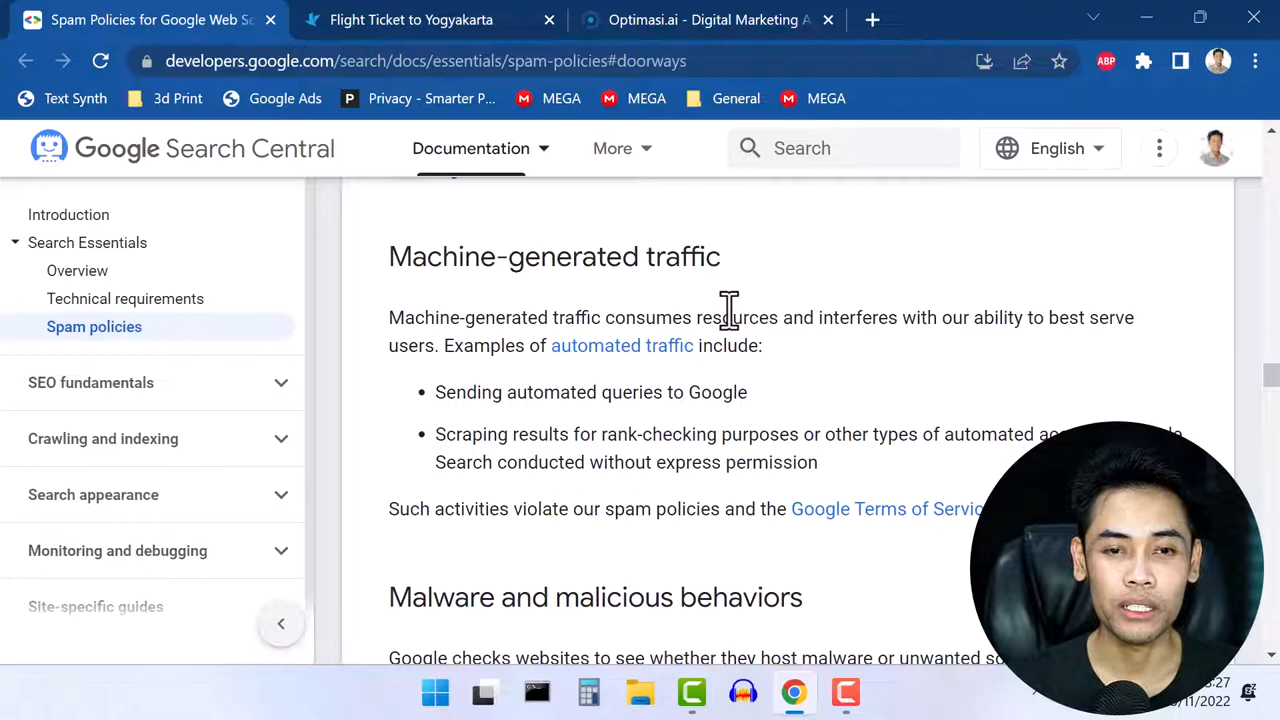 Spam Policies for Google Web Se
Flight Ticket to Yogyakarta
Optimasi.ai - Digital Marketing A
developers.google.com/search/docs/essentials/spam-policies#doorways
ABP
Text Synth
3d Print
Google Ads
P Privacy - Smarter P...
MEGA
MEGA
General
MEGA
Google Search Central
Documentation
More
Search
English
Introduction
Search Essentials
Overview
Technical requirements
Spam policies
SEO fundamentals
Crawling and indexing
Search appearance
Monitoring and debugging
Site-specific guides
Machine-generated traffic
Machine-generated traffic consumes resources and interferes with our ability to best serve
users. Examples of automated traffic include:
• Sending automated queries to Google
• Scraping results for rank-checking purposes or other types of automated
Search conducted without express permission
Such activities violate our spam policies and the Google Terms of Servic
Malware and malicious behaviors
Google checks websites to see whether they host malware or unwanted
:27
/11/2022